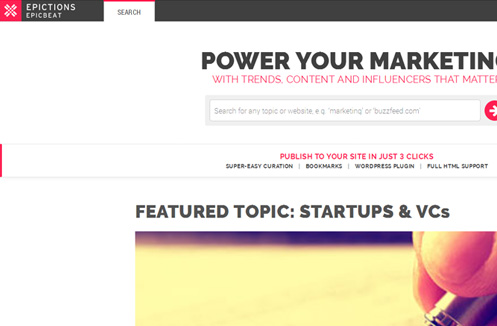 EPICTIONS
EPICBEAT
SEARCH
POWER YOUR MARKETING
WITH TRENDS, CONTENT AND INFLUENCERS THAT MATTER
Search for any topic or website, e.g. 'marketing' or 'buzzfeed.com'
PUBLISH TO YOUR SITE IN JUST 3 CLICKS
SUPER-EASY CURATION | BOOKMARKS | WORDPRESS PLUGIN | FULL HTML SUPPORT
FEATURED TOPIC: STARTUPS & VCs